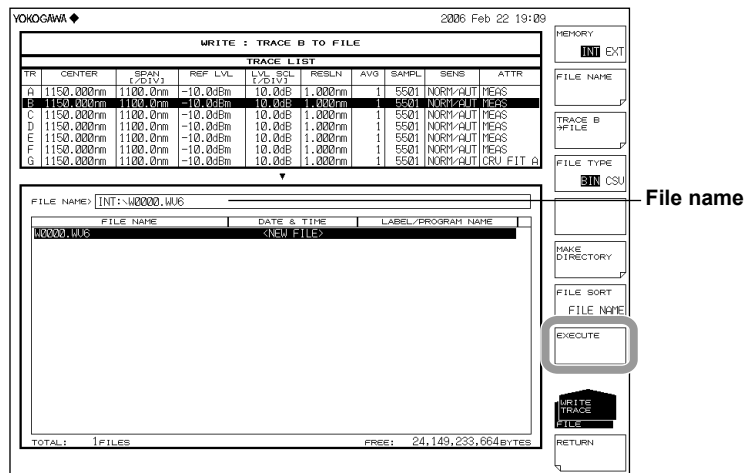 YOKOGAWA ◆ 2006 Feb 22 19:09
WRITE : TRACE B TO FILE
TRACE LIST
TR CENTER SPAN [/DIV] REF LVL LVL SCL [/DIV] RESLN AVG SAMPL SENS ATTR
A 1150.000nm 1100.0nm -10.0dBm 10.0dB 1.000nm 1 5501 NORM/AUT MEAS
B 1150.000nm 1100.0nm -10.0dBm 10.0dB 1.000nm 1 5501 NORM/AUT MEAS
C 1150.000nm 1100.0nm -10.0dBm 10.0dB 1.000nm 1 5501 NORM/AUT MEAS
D 1150.000nm 1100.0nm -10.0dBm 10.0dB 1.000nm 1 5501 NORM/AUT MEAS
E 1150.000nm 1100.0nm -10.0dBm 10.0dB 1.000nm 1 5501 NORM/AUT MEAS
F 1150.000nm 1100.0nm -10.0dBm 10.0dB 1.000nm 1 5501 NORM/AUT MEAS
G 1150.000nm 1100.0nm -10.0dBm 10.0dB 1.000nm 1 5501 NORM/AUT CRV FIT A
▼
FILE NAME> INT:\W0000.WV6
FILE NAME DATE & TIME LABEL/PROGRAM NAME
W0000.WV6 <NEW FILE>
TOTAL: 1FILES FREE: 24,149,233,664BYTES
MEMORY
INT EXT
FILE NAME
TRACE B
→FILE
FILE TYPE
BIN CSV
MAKE
DIRECTORY
FILE SORT
FILE NAME
EXECUTE
WRITE
TRACE
FILE
RETURN
File name